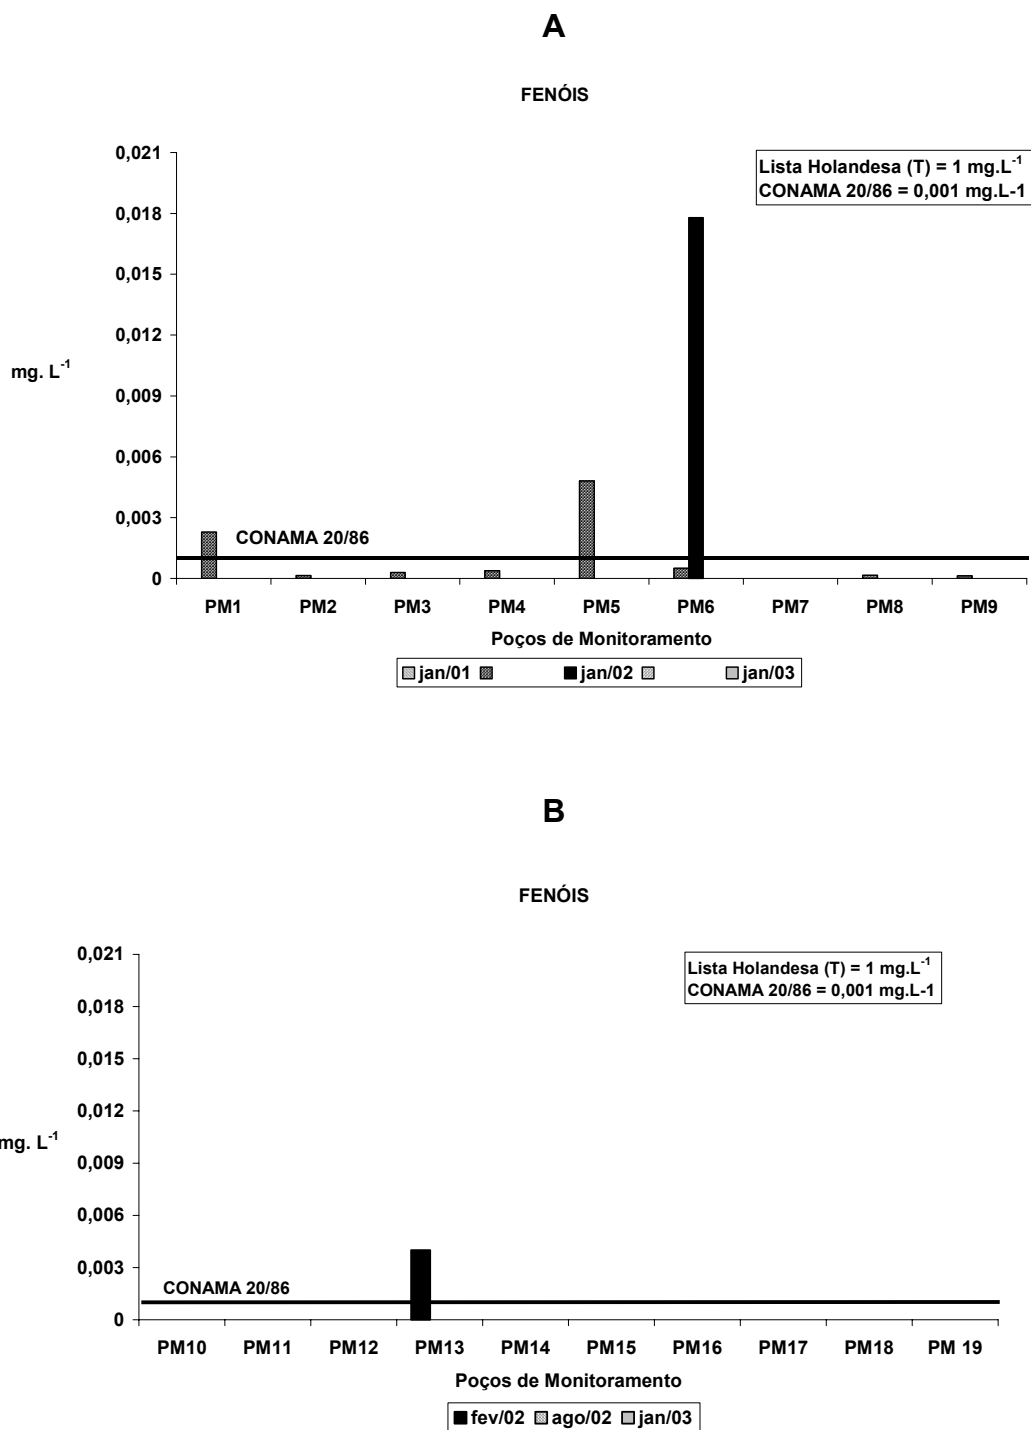 A
FENÓIS
Lista Holandesa (T) = 1 mg.L-1
CONAMA 20/86 = 0,001 mg.L-1
0,021
0,018
0,015
0,012
mg. L-1
0,009
0,006
0,003
CONAMA 20/86
0
PM1 PM2 PM3 PM4 PM5 PM6 PM7 PM8 PM9
Poços de Monitoramento
jan/01 jan/02 jan/03
B
FENÓIS
Lista Holandesa (T) = 1 mg.L-1
CONAMA 20/86 = 0,001 mg.L-1
0,021
0,018
0,015
0,012
mg. L-1
0,009
0,006
0,003
CONAMA 20/86
0
PM10 PM11 PM12 PM13 PM14 PM15 PM16 PM17 PM18 PM 19
Poços de Monitoramento
fev/02 ago/02 jan/03